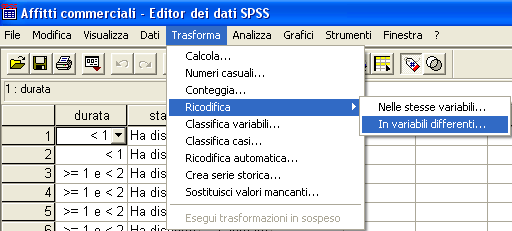 Affitti commerciali - Editor dei dati SPSS
File Modifica Visualizza Dati Trasforma Analizza Grafici Strumenti Finestra ?
1 : durata
Calcola...
Numeri casuali...
Conteggia...
Ricodifica
Nelle stesse variabili...
In variabili differenti...
Classifica variabili...
Classifica casi...
Ricodifica automatica...
Crea serie storica...
Sostituisci valori mancanti...
Esegui trasformazioni in sospeso
durata sta
1 < 1 Ha dis
2 < 1 Ha dis
3 >= 1 e < 2 Ha dis
4 >= 1 e < 2 Ha dis
5 >= 1 e < 2 Ha dis